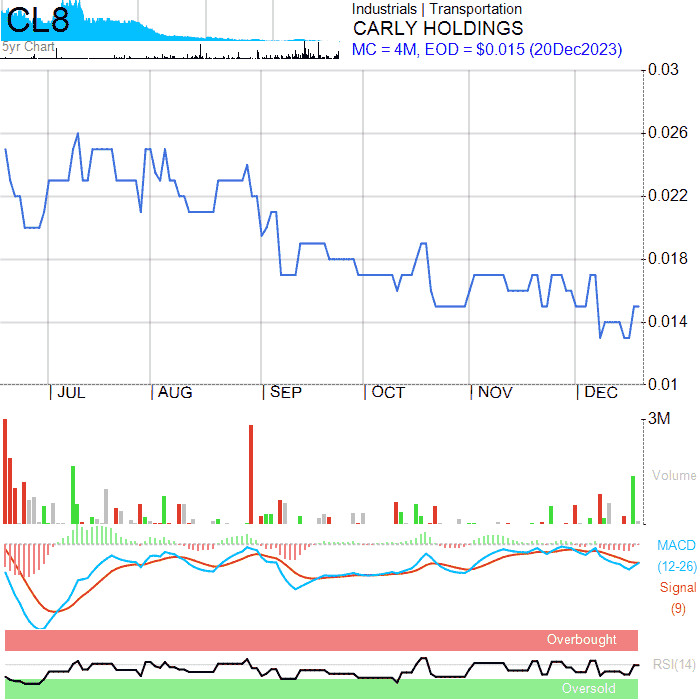 CL8
5yr Chart
Industrials | Transportation
CARLY HOLDINGS
MC = 4M, EOD = $0.015 (20Dec2023)
0.03
0.026
0.022
0.018
0.014
0.01
JUL AUG SEP OCT NOV DEC
3M
Volume
MACD
(12-26)
Signal
(9)
Overbought
RSI(14)
Oversold